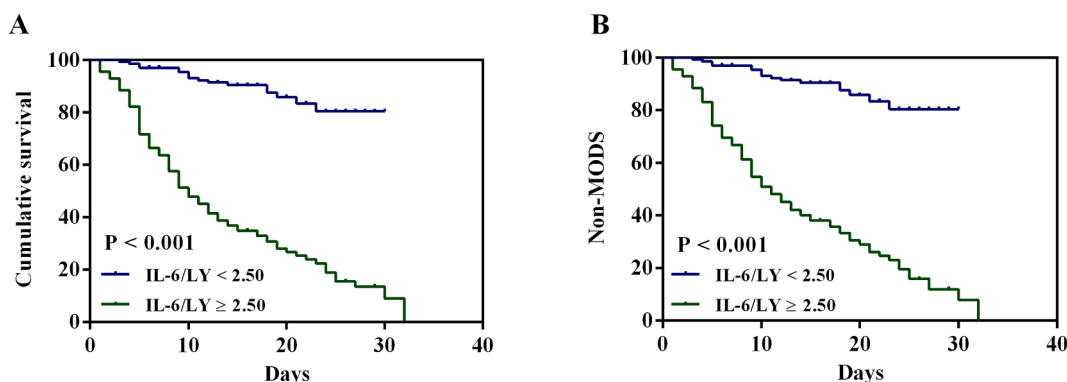 A
Cumulative survival
100
80
60
40
20
0
P < 0.001
IL-6/LY < 2.50
IL-6/LY ≥ 2.50
0 10 20 30 40
Days
B
Non-MODS
100
80
60
40
20
0
P < 0.001
IL-6/LY < 2.50
IL-6/LY ≥ 2.50
0 10 20 30 40
Days